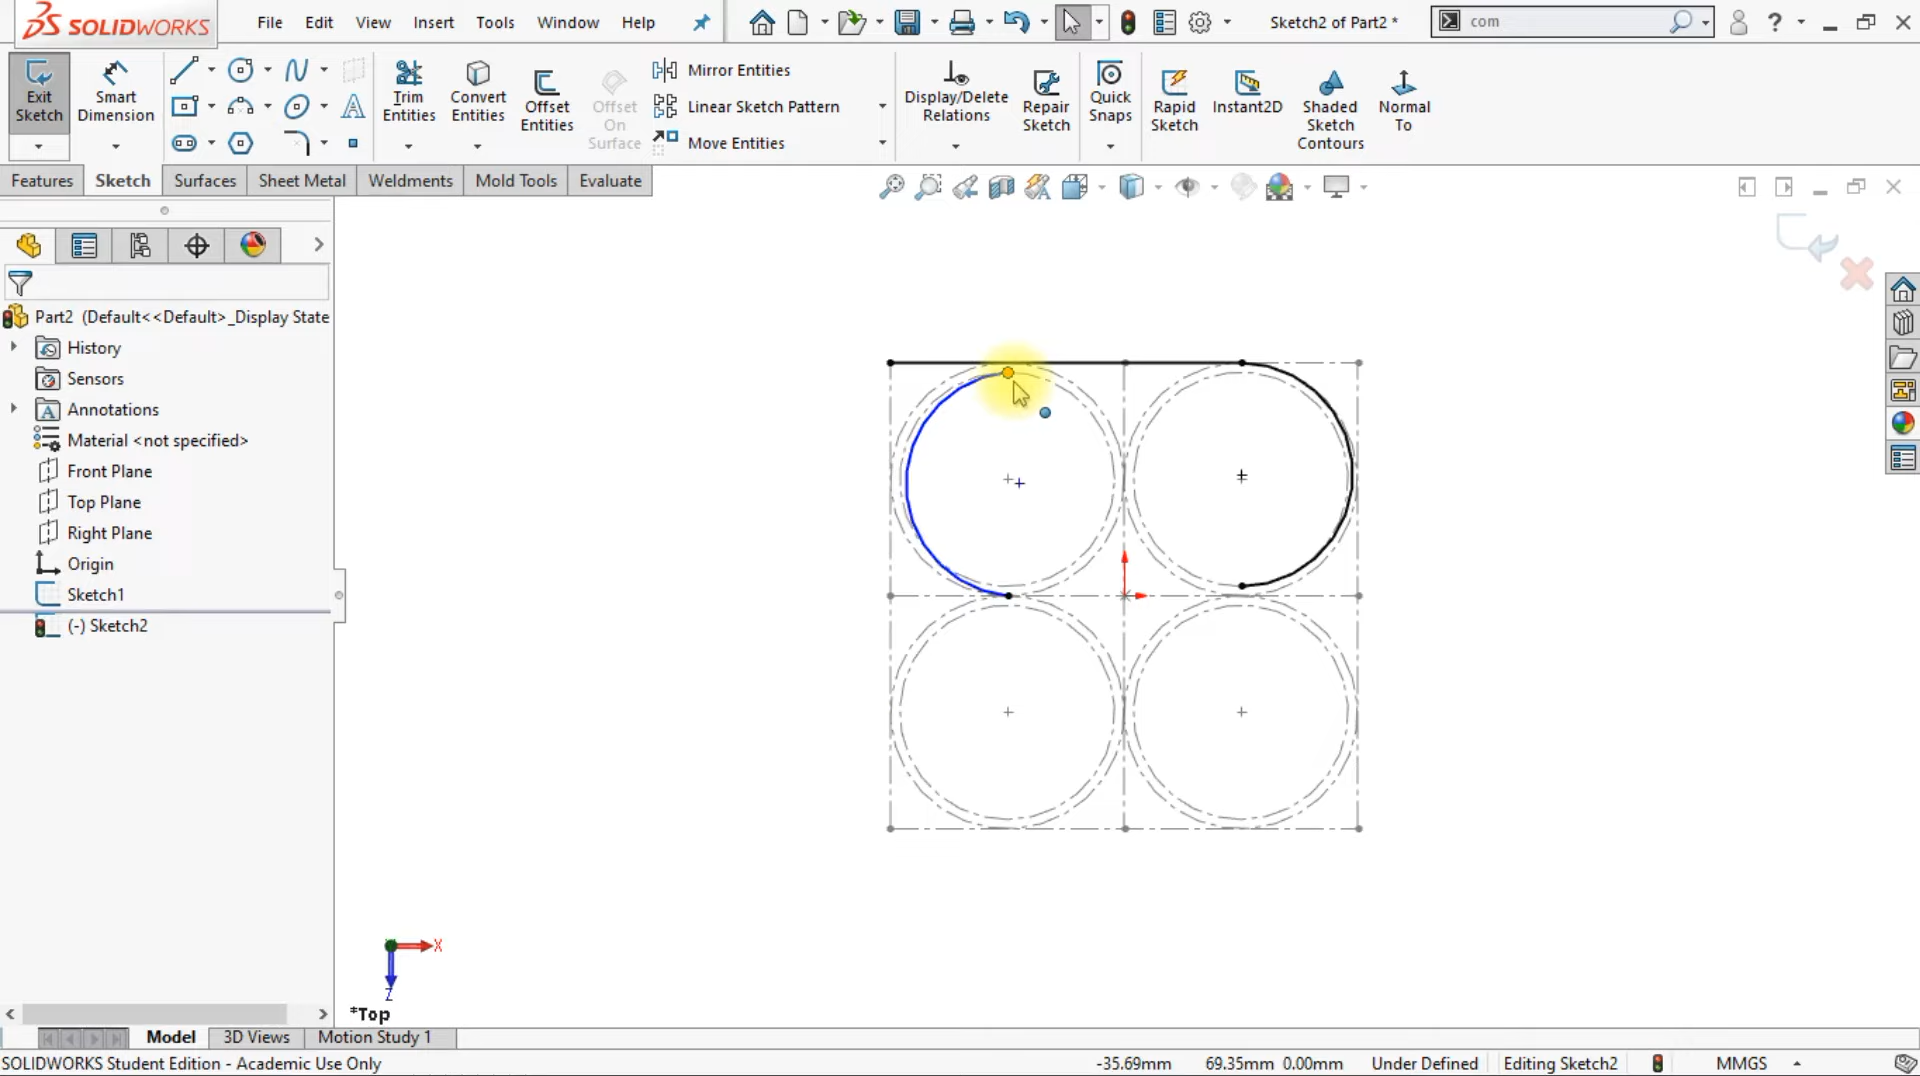 SOLIDWORKS
File Edit View Insert Tools Window Help
Sketch2 of Part2 *
com
Exit Sketch
Smart Dimension
Trim Entities
Convert Entities
Offset Entities
Offset On Surface
Mirror Entities
Linear Sketch Pattern
Move Entities
Display/Delete Relations
Repair Sketch
Quick Snaps
Rapid Sketch
Instant2D
Shaded Sketch Contours
Normal To
Features Sketch Surfaces Sheet Metal Weldments Mold Tools Evaluate
Part2 (Default<<Default>_Display State
History
Sensors
Annotations
Material <not specified>
Front Plane
Top Plane
Right Plane
Origin
Sketch1
(-) Sketch2
X
Z
*Top
Model 3D Views Motion Study 1
SOLIDWORKS Student Edition - Academic Use Only
-35.69mm 69.35mm 0.00mm Under Defined Editing Sketch2 MMGS